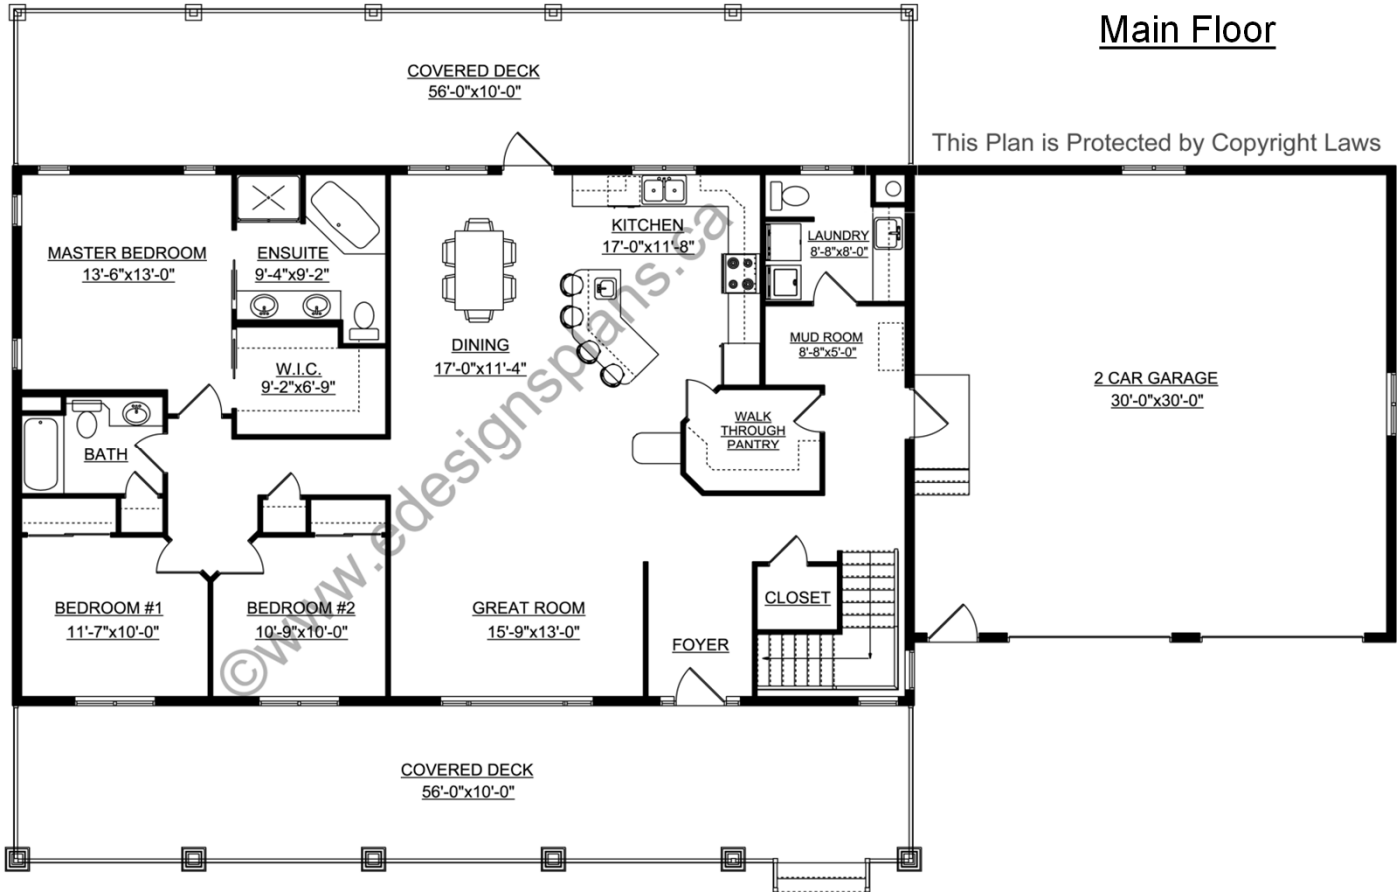 Main Floor
COVERED DECK
56'-0"x10'-0"
This Plan is Protected by Copyright Laws
MASTER BEDROOM
13'-6"x13'-0"
ENSUITE
9'-4"x9'-2"
KITCHEN
17'-0"x11'-8"
LAUNDRY
8'-8"x8'-0"
DINING
17'-0"x11'-4"
MUD ROOM
8'-8"x5'-0"
W.I.C.
9'-2"x6'-9"
2 CAR GARAGE
30'-0"x30'-0"
WALK
THROUGH
PANTRY
BATH
BEDROOM #1
11'-7"x10'-0"
BEDROOM #2
10'-9"x10'-0"
GREAT ROOM
15'-9"x13'-0"
CLOSET
FOYER
©www.edesignsplans.ca
COVERED DECK
56'-0"x10'-0"